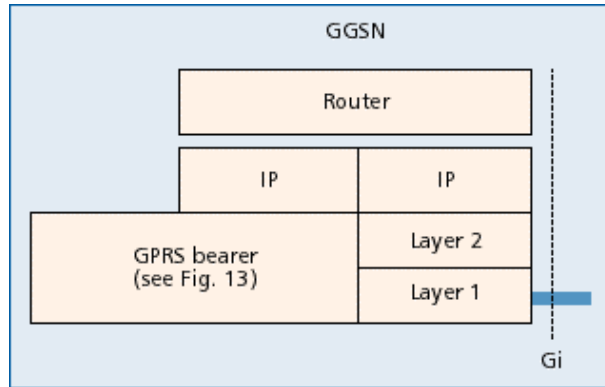 GGSN
Router
IP
IP
GPRS bearer
(see Fig. 13)
Layer 2
Layer 1
Gi